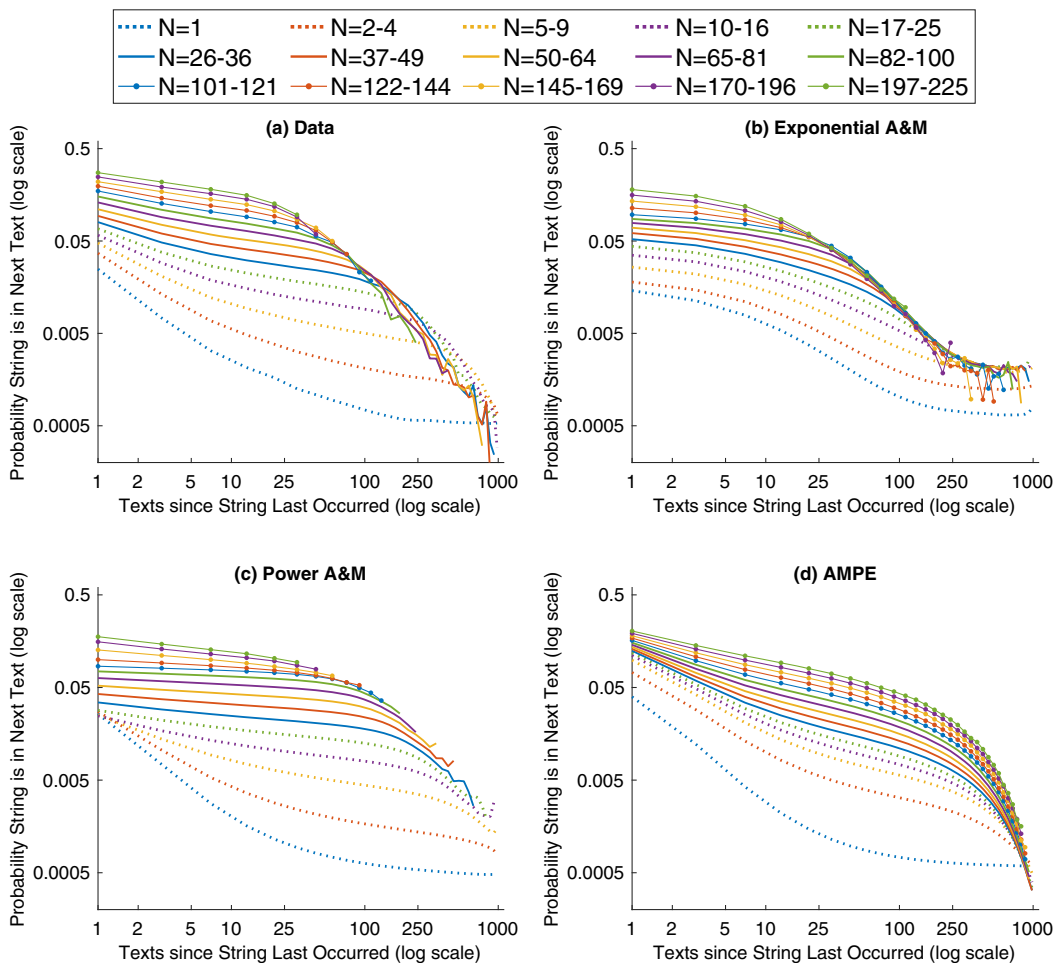 N=1 N=2-4 N=5-9 N=10-16 N=17-25
N=26-36 N=37-49 N=50-64 N=65-81 N=82-100
N=101-121 N=122-144 N=145-169 N=170-196 N=197-225
(a) Data
Probability String is in Next Text (log scale)
0.5
0.05
0.005
0.0005
1 2 5 10 25 100 250 1000
Texts since String Last Occurred (log scale)
(b) Exponential A&M
Probability String is in Next Text (log scale)
0.5
0.05
0.005
0.0005
1 2 5 10 25 100 250 1000
Texts since String Last Occurred (log scale)
(c) Power A&M
Probability String is in Next Text (log scale)
0.5
0.05
0.005
0.0005
1 2 5 10 25 100 250 1000
Texts since String Last Occurred (log scale)
(d) AMPE
Probability String is in Next Text (log scale)
0.5
0.05
0.005
0.0005
1 2 5 10 25 100 250 1000
Texts since String Last Occurred (log scale)